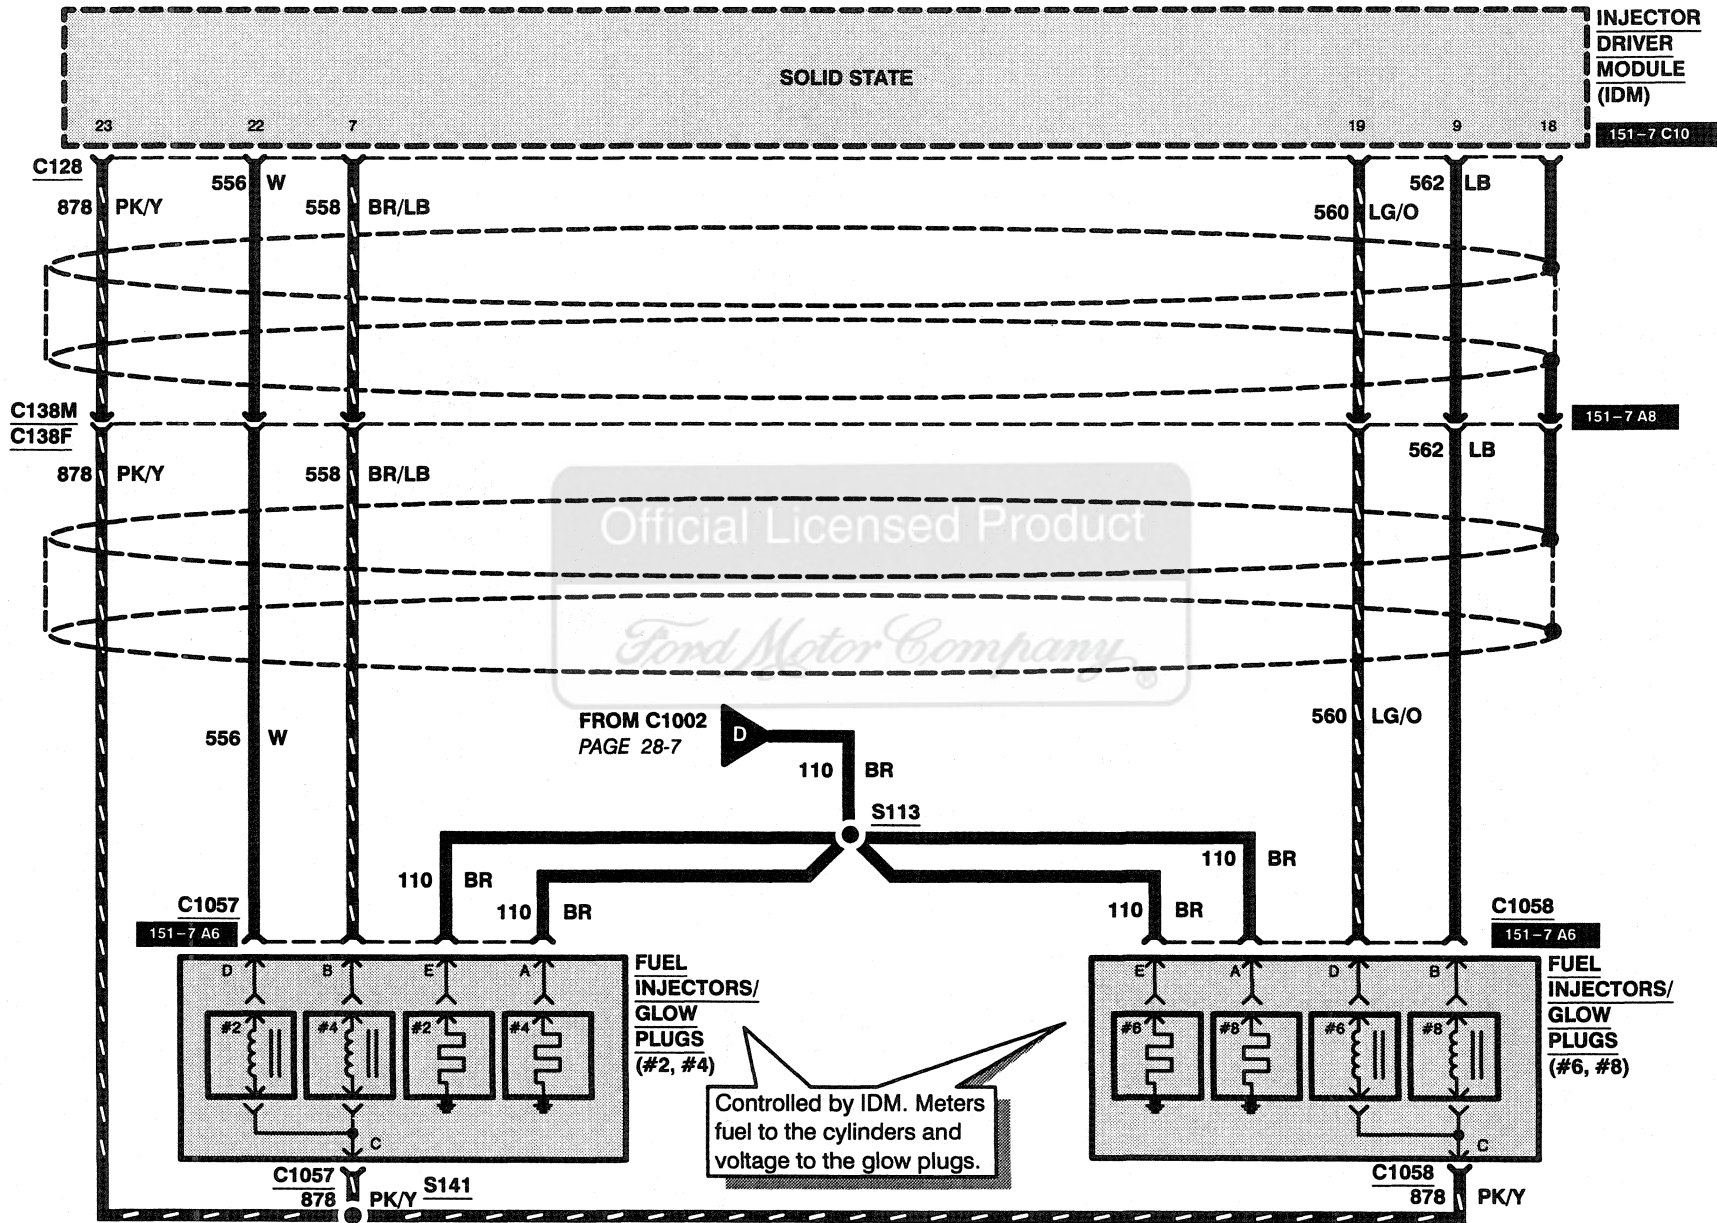 INJECTOR
DRIVER
MODULE
(IDM)
SOLID STATE
23 22 7 19 9 18
151-7 C10
C128
556 W
562 LB
878 PK/Y
558 BR/LB
560 LG/O
C138M
C138F
151-7 A8
878 PK/Y
558 BR/LB
562 LB
Official Licensed Product
Ford Motor Company ®
FROM C1002
PAGE 28-7
D
556 W
560 LG/O
110 BR
S113
110 BR
110 BR
110 BR
110 BR
C1057
151-7 A6
C1058
151-7 A6
D B E A
E A D B
FUEL
INJECTORS/
GLOW
PLUGS
(#2, #4)
FUEL
INJECTORS/
GLOW
PLUGS
(#6, #8)
#2 #4 #2 #4
#6 #8 #6 #8
Controlled by IDM. Meters
fuel to the cylinders and
voltage to the glow plugs.
C
C
C1057
878 PK/Y
S141
C1058
878 PK/Y